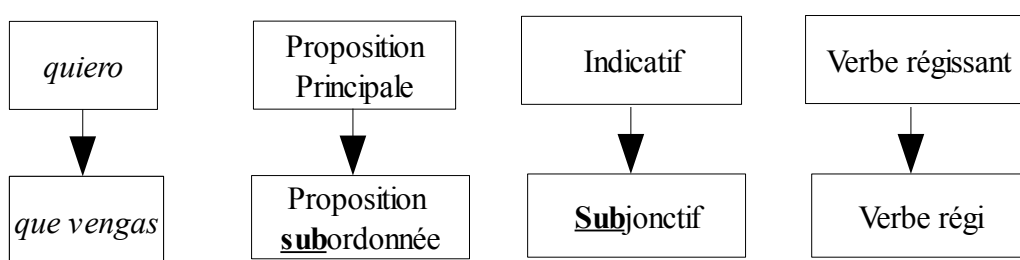 quiero
Proposition
Principale
Indicatif
Verbe régissant
que vengas
Proposition
subordonnée
Subjonctif
Verbe régi